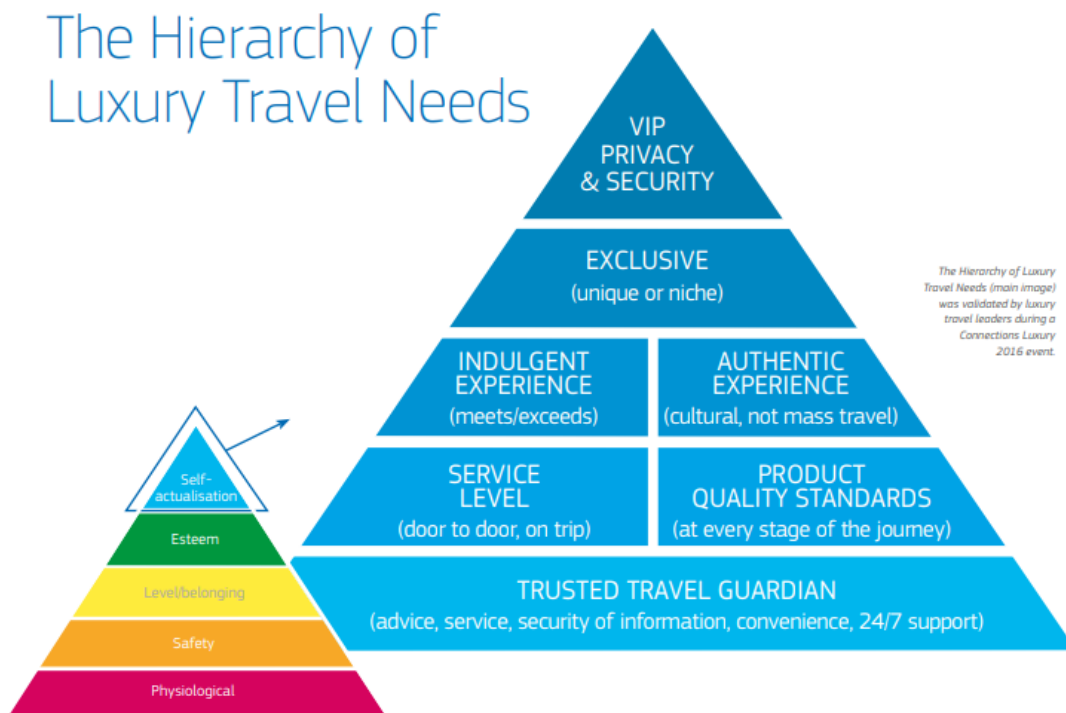 The Hierarchy of
Luxury Travel Needs
VIP
PRIVACY
& SECURITY
EXCLUSIVE
(unique or niche)
INDULGENT
EXPERIENCE
(meets/exceeds)
AUTHENTIC
EXPERIENCE
(cultural, not mass travel)
SERVICE
LEVEL
(door to door, on trip)
PRODUCT
QUALITY STANDARDS
(at every stage of the journey)
TRUSTED TRAVEL GUARDIAN
(advice, service, security of information, convenience, 24/7 support)
The Hierarchy of Luxury
Travel Needs (main image)
was validated by luxury
travel leaders during a
Connections Luxury
2016 event.
Self-
actualisation
Esteem
Level/belonging
Safety
Physiological